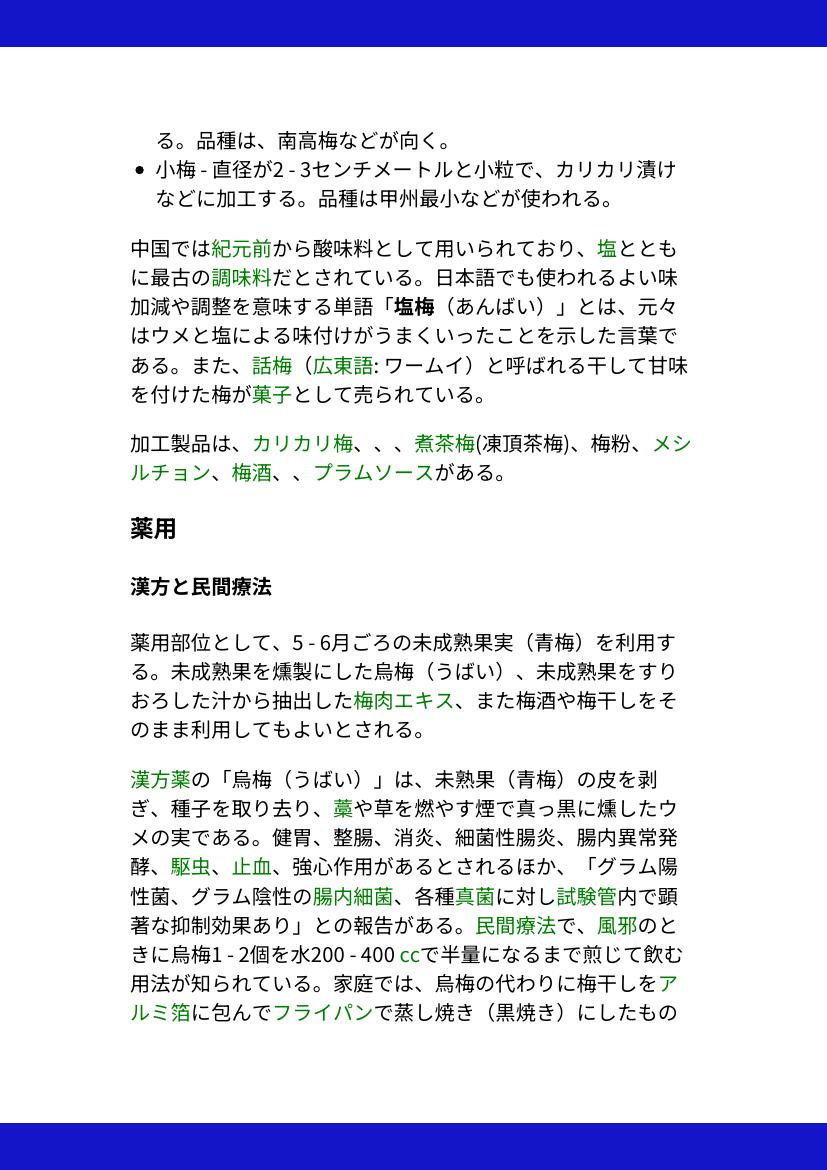 る。品種は、南高梅などが向く。
● 小梅 - 直径が2 - 3センチメートルと小粒で、カリカリ漬け
などに加工する。品種は甲州最小などが使われる。
中国では紀元前から酸味料として用いられており、塩ととも
に最古の調味料だとされている。日本語でも使われるよい味
加減や調整を意味する単語「塩梅（あんばい）」とは、元々
はウメと塩による味付けがうまくいったことを示した言葉で
ある。また、話梅（広東語: ワームイ）と呼ばれる干して甘味
を付けた梅が菓子として売られている。
加工製品は、カリカリ梅、、、煮茶梅(凍頂茶梅)、梅粉、メシ
ルチョン、梅酒、、プラムソースがある。
薬用
漢方と民間療法
薬用部位として、5 - 6月ごろの未成熟果実（青梅）を利用す
る。未成熟果を燻製にした烏梅（うばい）、未成熟果をすり
おろした汁から抽出した梅肉エキス、また梅酒や梅干しをそ
のまま利用してもよいとされる。
漢方薬の「烏梅（うばい）」は、未熟果（青梅）の皮を剥
ぎ、種子を取り去り、藁や草を燃やす煙で真っ黒に燻したウ
メの実である。健胃、整腸、消炎、細菌性腸炎、腸内異常発
酵、駆虫、止血、強心作用があるとされるほか、「グラム陽
性菌、グラム陰性の腸内細菌、各種真菌に対し試験管内で顕
著な抑制効果あり」との報告がある。民間療法で、風邪のと
きに烏梅1 - 2個を水200 - 400 ccで半量になるまで煎じて飲む
用法が知られている。家庭では、烏梅の代わりに梅干しをア
ルミ箔に包んでフライパンで蒸し焼き（黒焼き）にしたもの